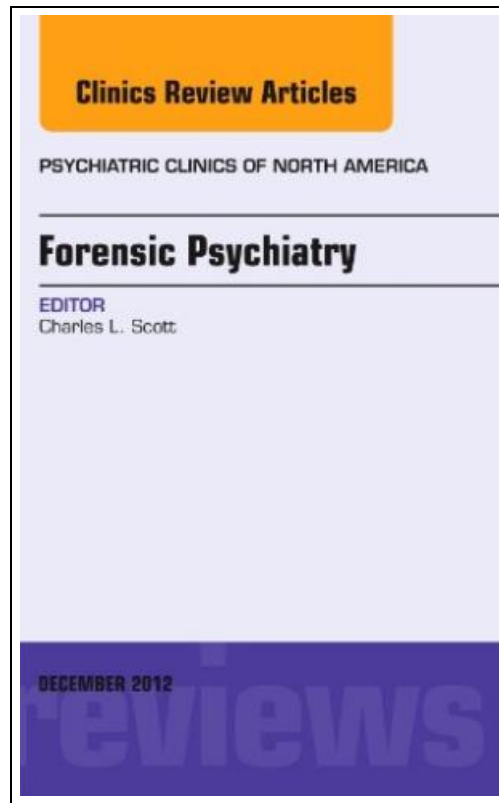 Clinics Review Articles
PSYCHIATRIC CLINICS OF NORTH AMERICA
Forensic Psychiatry
EDITOR
Charles L. Scott
DECEMBER 2012
reviews